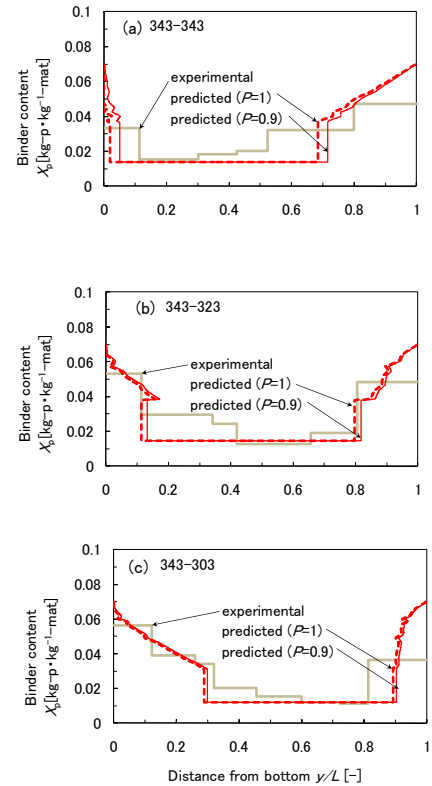 (a) 343-343
0.1
0.08
0.06
0.04
0.02
0
Binder content
Xp[kg-p・kg⁻¹-mat]
experimental
predicted (P=1)
predicted (P=0.9)
0 0.2 0.4 0.6 0.8 1
(b) 343-323
0.1
0.08
0.06
0.04
0.02
0
Binder content
Xp[kg-p・kg⁻¹-mat]
experimental
predicted (P=1)
predicted (P=0.9)
0 0.2 0.4 0.6 0.8 1
(c) 343-303
0.1
0.08
0.06
0.04
0.02
0
Binder content
Xp[kg-p・kg⁻¹-mat]
experimental
predicted (P=1)
predicted (P=0.9)
0 0.2 0.4 0.6 0.8 1
Distance from bottom y/L [-]